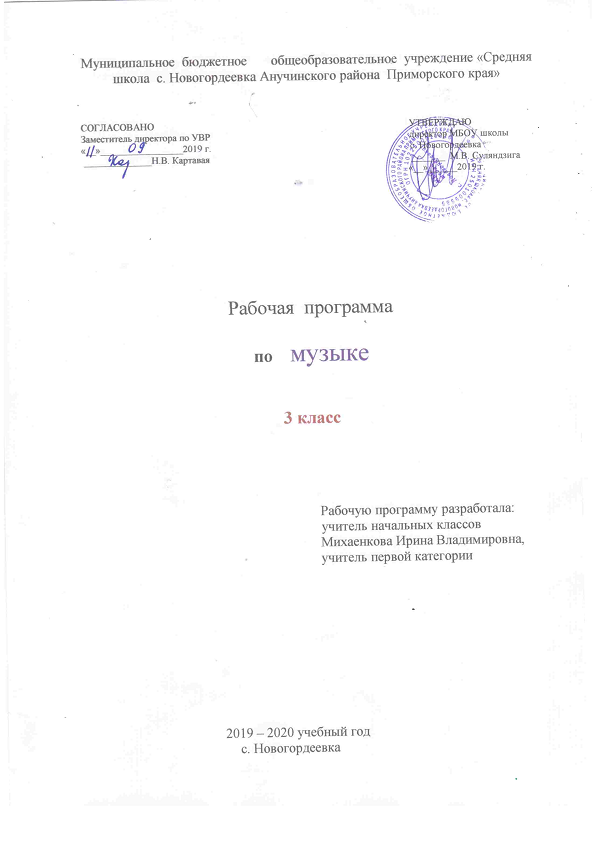 Муниципальное бюджетное общеобразовательное учреждение «Средняя
школа с. Новогордеевка Анучинского района Приморского края»
СОГЛАСОВАНО
Заместитель директора по УВР
«11» 09 2019 г.
Н.В. Картавая
УТВЕРЖДАЮ
директор МБОУ школы
с. Новогордеевка
М.В. Суляндзига
2019 г.
Рабочая программа
по музыке
3 класс
Рабочую программу разработала:
учитель начальных классов
Михаенкова Ирина Владимировна,
учитель первой категории
2019 – 2020 учебный год
с. Новогордеевка